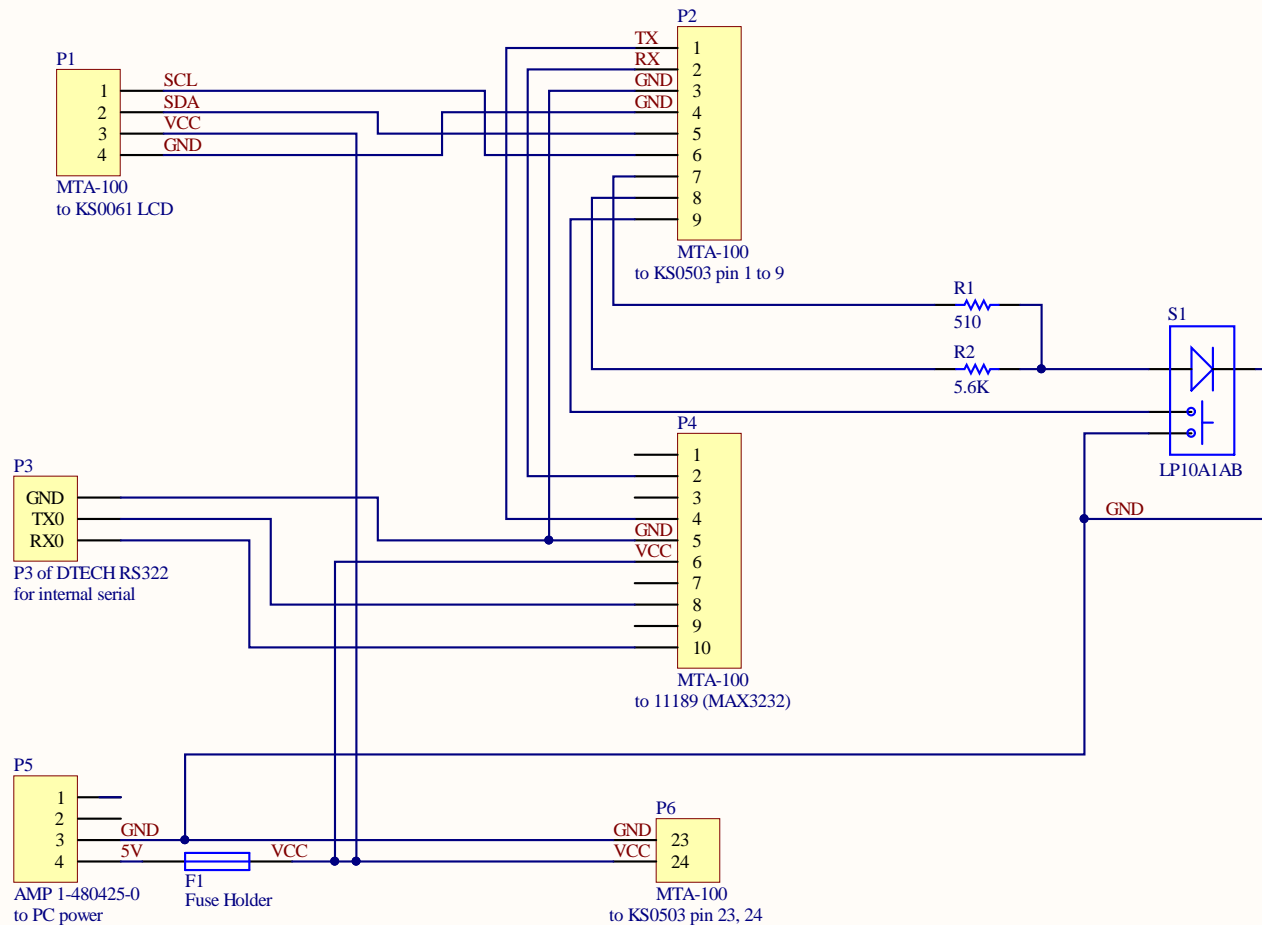 P1
1 SCL
2 SDA
3 VCC
4 GND
MTA-100
to KS0061 LCD
P2
TX 1
RX 2
GND 3
GND 4
5
6
7
8
9
MTA-100
to KS0503 pin 1 to 9
R1
510
R2
5.6K
S1
LP10A1AB
GND
P3
GND
TX0
RX0
P3 of DTECH RS322
for internal serial
P4
1
2
3
4
GND 5
VCC 6
7
8
9
10
MTA-100
to 11189 (MAX3232)
P5
1
2
3 GND
4 5V
AMP 1-480425-0
to PC power
F1
Fuse Holder
VCC
P6
GND 23
VCC 24
MTA-100
to KS0503 pin 23, 24